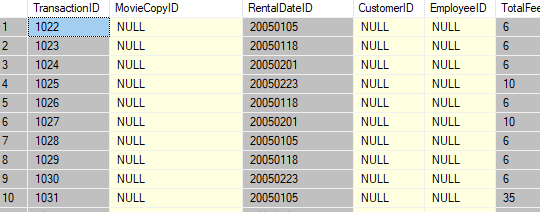 TransactionID MovieCopyID RentalDateID CustomerID EmployeeID TotalFee
1 1022 NULL 20050105 NULL NULL 6
2 1023 NULL 20050118 NULL NULL 6
3 1024 NULL 20050201 NULL NULL 6
4 1025 NULL 20050223 NULL NULL 10
5 1026 NULL 20050118 NULL NULL 6
6 1027 NULL 20050201 NULL NULL 10
7 1028 NULL 20050105 NULL NULL 6
8 1029 NULL 20050118 NULL NULL 6
9 1030 NULL 20050223 NULL NULL 6
10 1031 NULL 20050105 NULL NULL 35